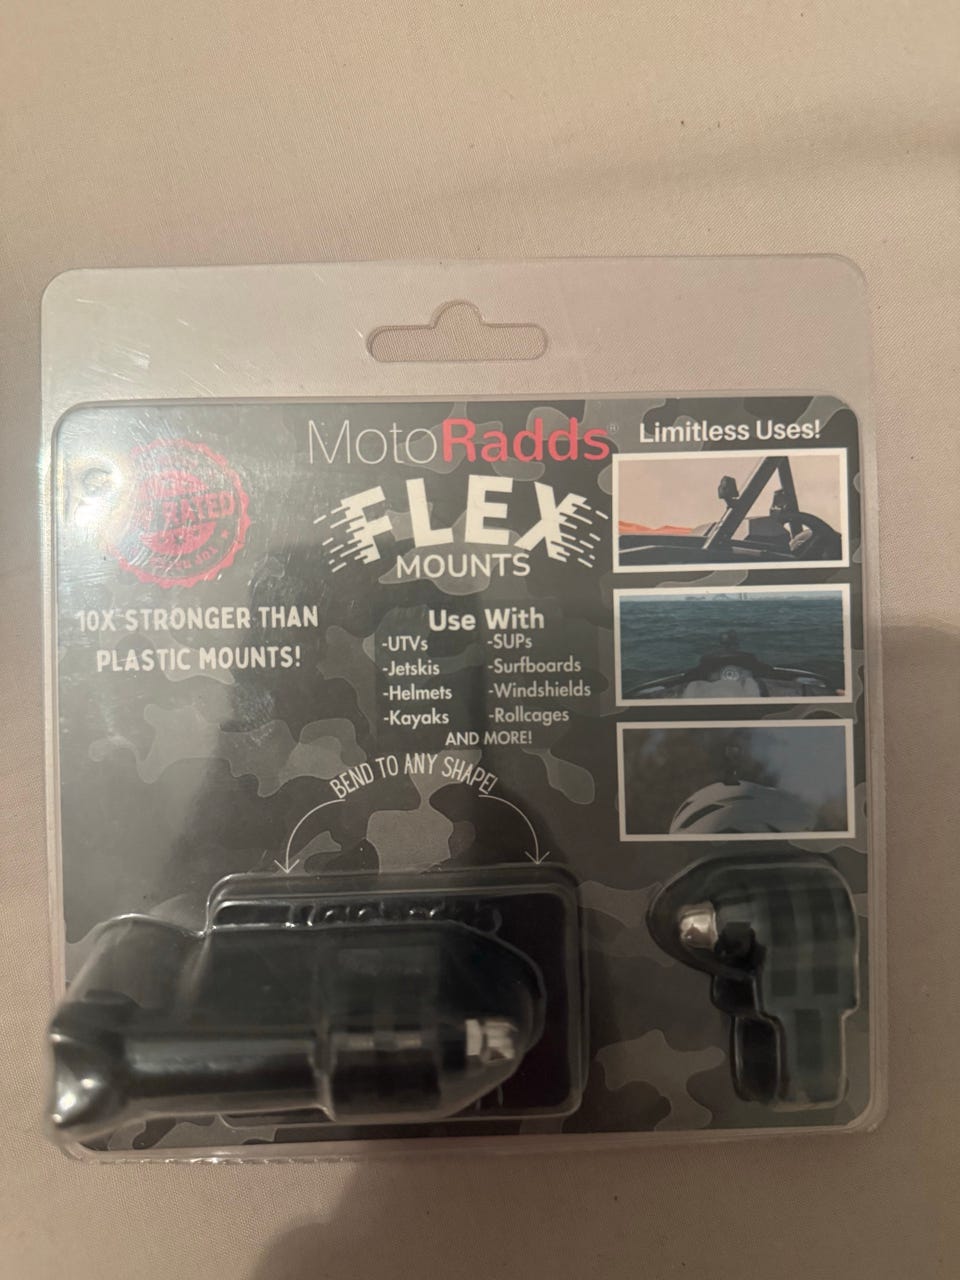 MotoRadds®
FLEX
MOUNTS
Limitless Uses!
RATED
10X STRONGER THAN
PLASTIC MOUNTS!
Use With
-UTVs
-Jetskis
-Helmets
-Kayaks
-SUPs
-Surfboards
-Windshields
-Rollcages
AND MORE!
BEND TO ANY SHAPE!